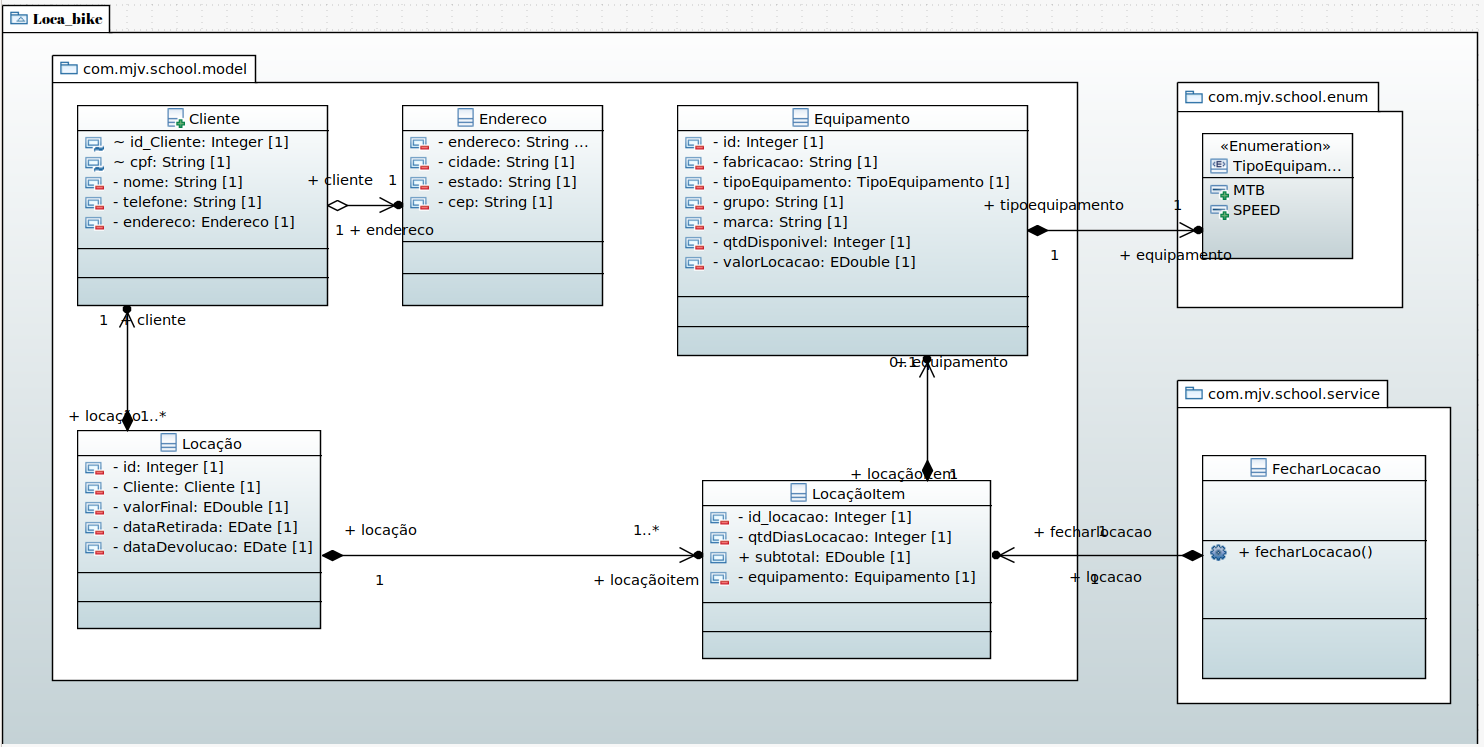 Loca_bike
com.mjv.school.model
Cliente
~ id_Cliente: Integer [1]
~ cpf: String [1]
- nome: String [1]
- telefone: String [1]
- endereco: Endereco [1]
+ cliente
1
1
+ endereco
Endereco
- endereco: String ...
- cidade: String [1]
- estado: String [1]
- cep: String [1]
Equipamento
- id: Integer [1]
- fabricacao: String [1]
- tipoEquipamento: TipoEquipamento [1]
- grupo: String [1]
- marca: String [1]
- qtdDisponivel: Integer [1]
- valorLocacao: EDouble [1]
+ tipoequipamento
1
1
+ equipamento
com.mjv.school.enum
«Enumeration»
TipoEquipam...
MTB
SPEED
1
+ cliente
+ locação
1..*
Locação
- id: Integer [1]
- Cliente: Cliente [1]
- valorFinal: EDouble [1]
- dataRetirada: EDate [1]
- dataDevolucao: EDate [1]
+ locação
1..*
1
+ locaçãoitem
0..1
+ equipamento
+ locaçãoitem
1
LocaçãoItem
- id_locacao: Integer [1]
- qtdDiasLocacao: Integer [1]
+ subtotal: EDouble [1]
- equipamento: Equipamento [1]
+ fecharlocacao
1
+ locacao
1
com.mjv.school.service
FecharLocacao
+ fecharLocacao()